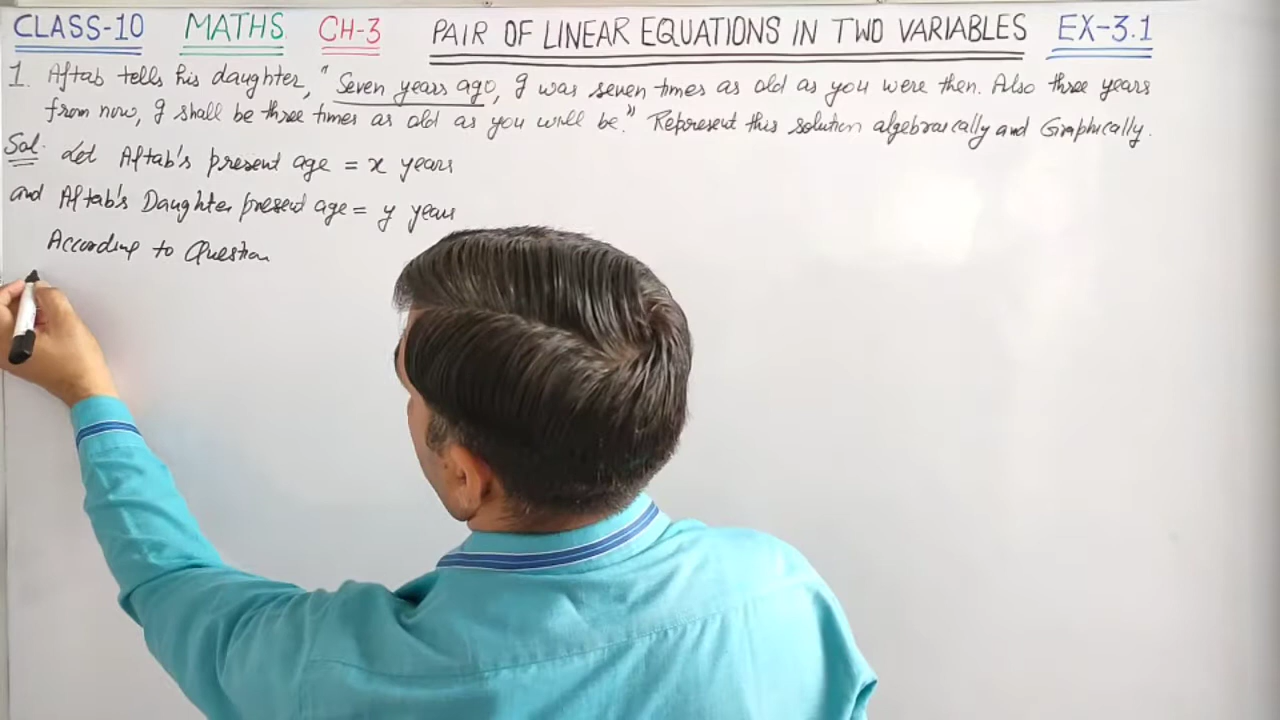 CLASS-10 MATHS CH-3 PAIR OF LINEAR EQUATIONS IN TWO VARIABLES EX-3.1
1. Aftab tells his daughter, "Seven years ago, I was seven times as old as you were then. Also three years
from now, I shall be three times as old as you will be." Represent this solution algebraically and Graphically.
Sol. Let Aftab's present age = x years
and Aftab's Daughter present age = y years
According to Question